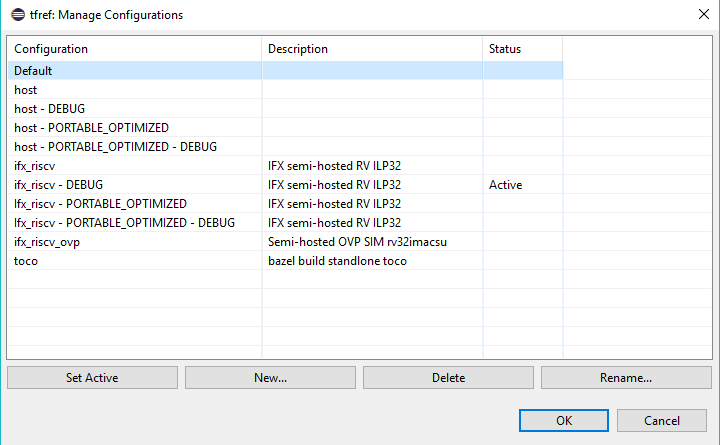 tfref: Manage Configurations
Configuration Description Status
Default
host
host - DEBUG
host - PORTABLE_OPTIMIZED
host - PORTABLE_OPTIMIZED - DEBUG
ifx_riscv IFX semi-hosted RV ILP32
ifx_riscv - DEBUG IFX semi-hosted RV ILP32 Active
Ifx_riscv - PORTABLE_OPTIMIZED IFX semi-hosted RV ILP32
Ifx_riscv - PORTABLE_OPTIMIZED - DEBUG IFX semi-hosted RV ILP32
ifx_riscv_ovp Semi-hosted OVP SIM rv32imacsu
toco bazel build standlone toco
Set Active New... Delete Rename...
OK Cancel